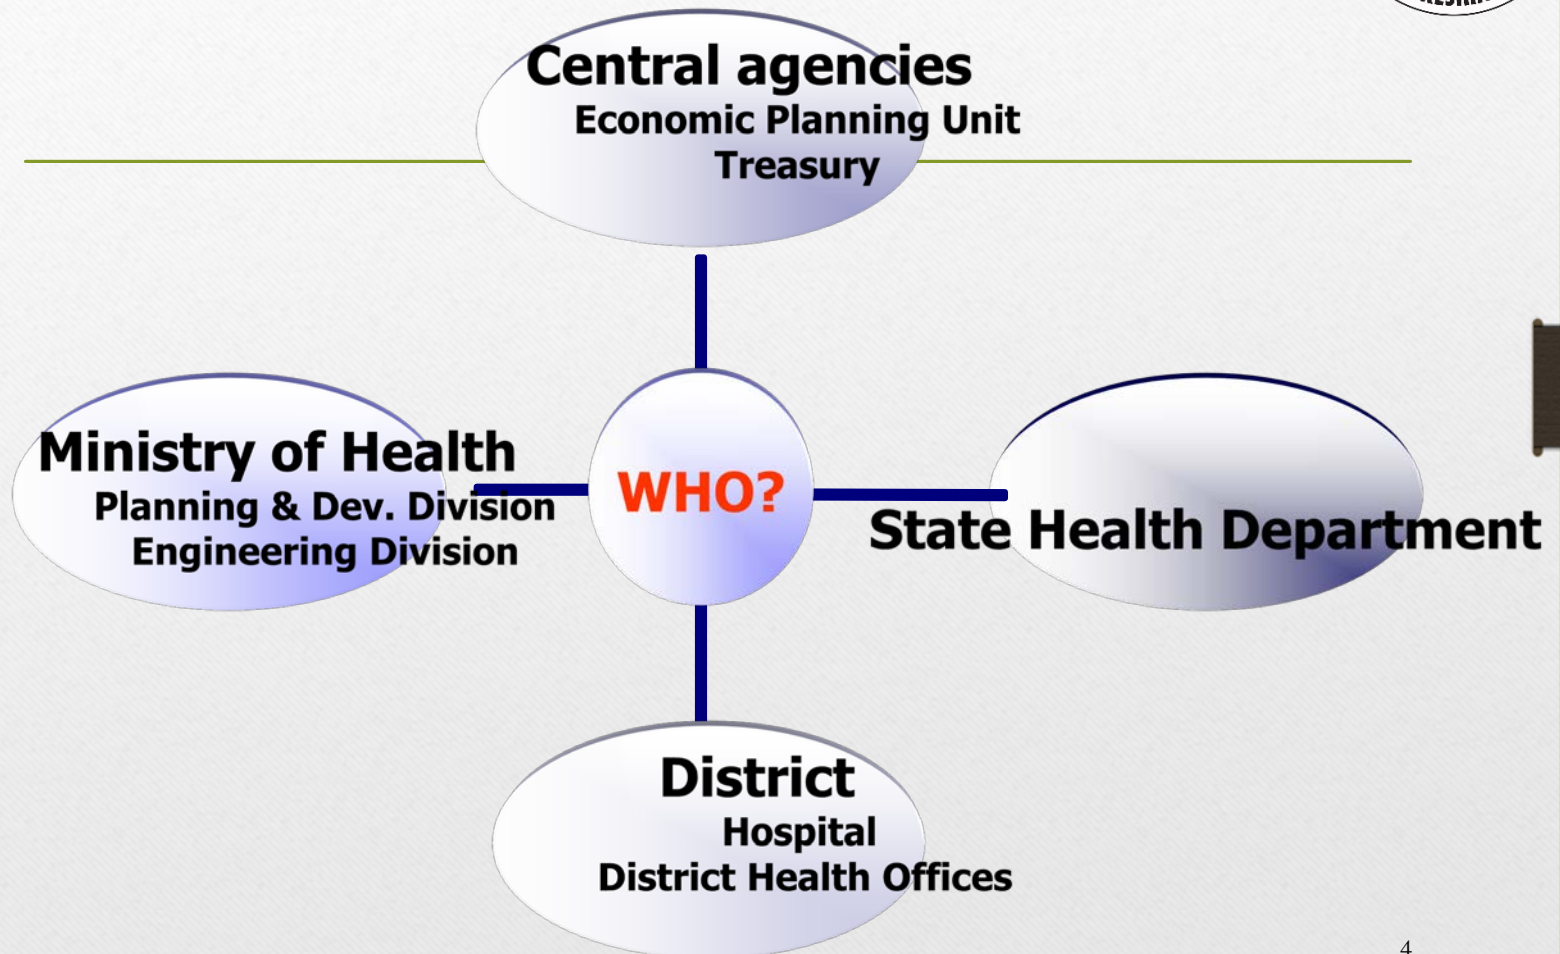 Central agencies
Economic Planning Unit
Treasury
Ministry of Health
Planning & Dev. Division
Engineering Division
WHO?
State Health Department
District
Hospital
District Health Offices
4